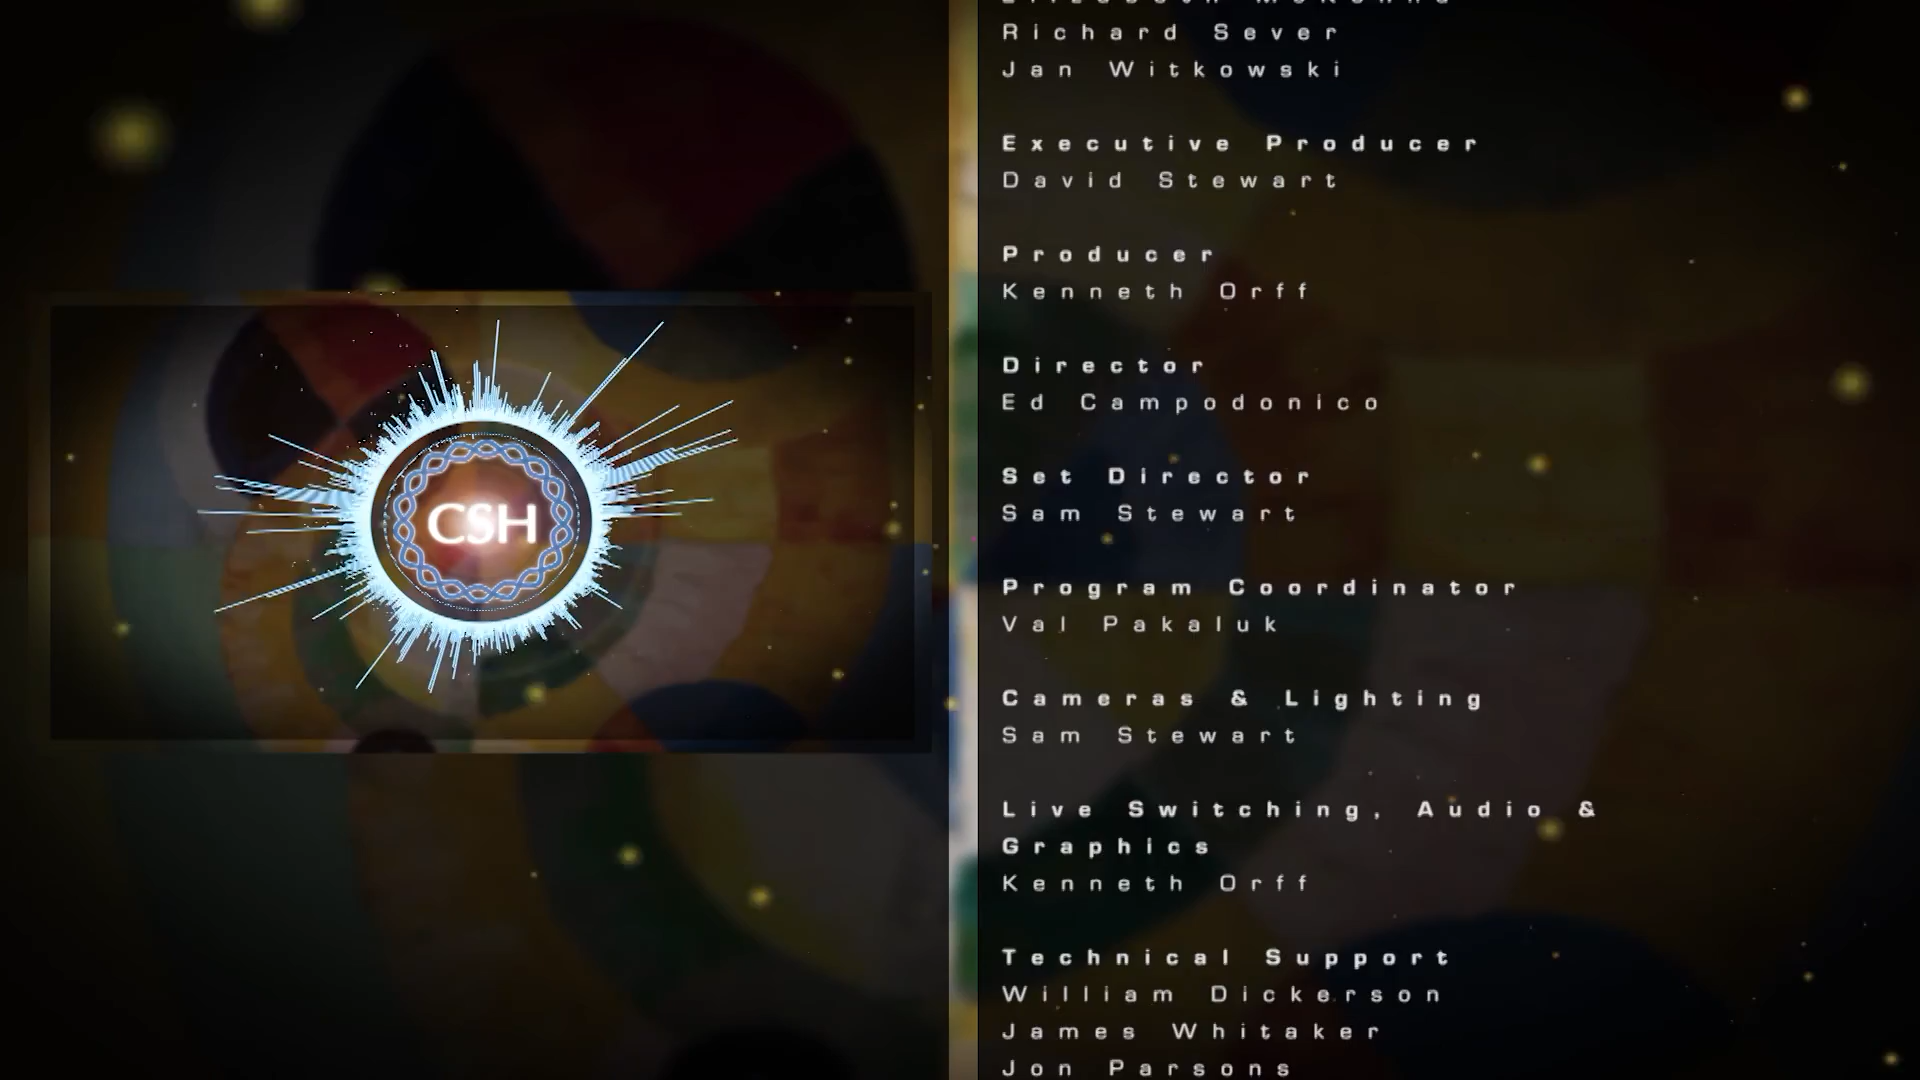 CSH
Richard Sever
Jan Witkowski
Executive Producer
David Stewart
Producer
Kenneth Orff
Director
Ed Campodonico
Set Director
Sam Stewart
Program Coordinator
Val Pakaluk
Cameras & Lighting
Sam Stewart
Live Switching, Audio &
Graphics
Kenneth Orff
Technical Support
William Dickerson
James Whitaker
Jon Parsons